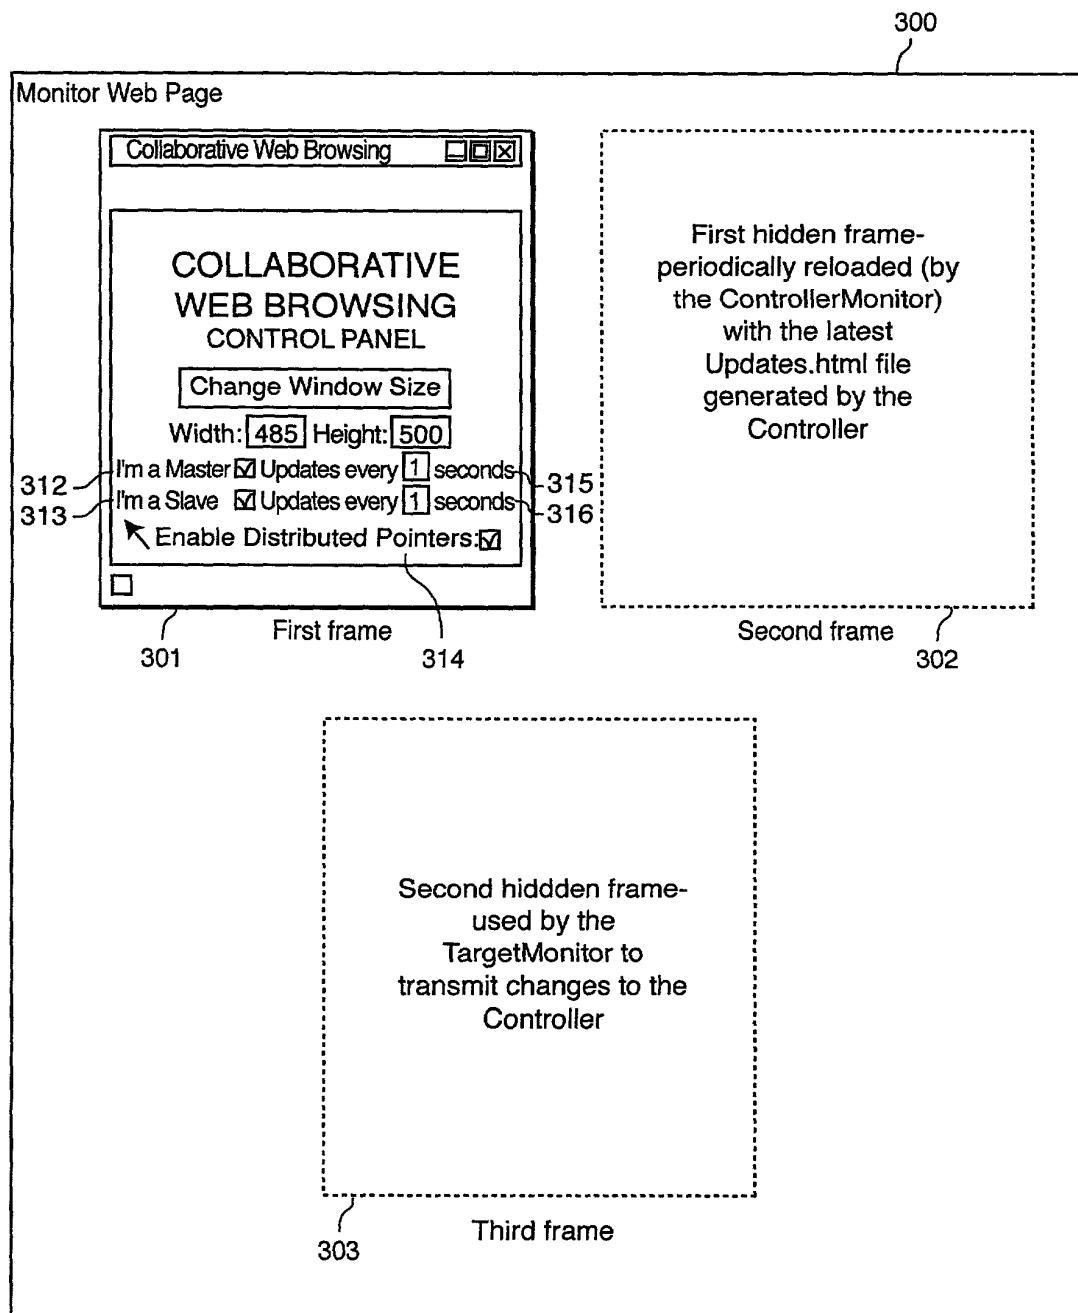 300
Monitor Web Page
Collaborative Web Browsing
COLLABORATIVE
WEB BROWSING
CONTROL PANEL
Change Window Size
Width: 485 Height: 500
312 I'm a Master Updates every 1 seconds 315
313 I'm a Slave Updates every 1 seconds 316
Enable Distributed Pointers:
First frame
301
314
First hidden frame-
periodically reloaded (by
the ControllerMonitor)
with the latest
Updates.html file
generated by the
Controller
Second frame
302
Second hiddden frame-
used by the
TargetMonitor to
transmit changes to the
Controller
Third frame
303